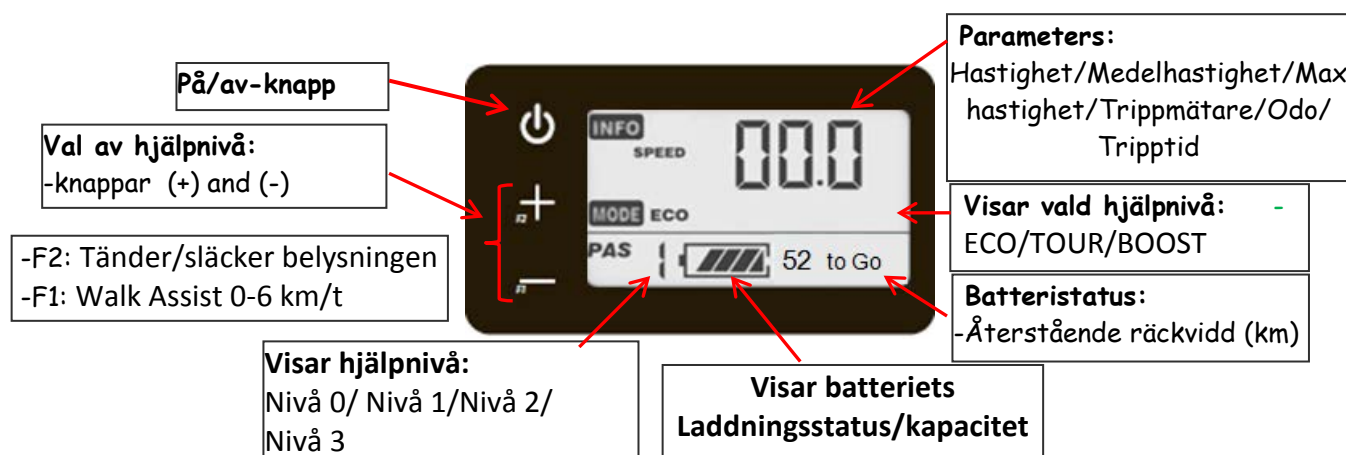 På/av-knapp
Val av hjälpnivå:
-knappar (+) and (-)
-F2: Tänder/släcker belysningen
-F1: Walk Assist 0-6 km/t
INFO
SPEED
00.0
F2
MODE ECO
PAS 1 52 to Go
F1
Parameters:
Hastighet/Medelhastighet/Max
hastighet/Trippmätare/Odo/
Tripptid
Visar vald hjälpnivå: -
ECO/TOUR/BOOST
Batteristatus:
-Återstående räckvidd (km)
Visar hjälpnivå:
Nivå 0/ Nivå 1/Nivå 2/
Nivå 3
Visar batteriets
Laddningsstatus/kapacitet